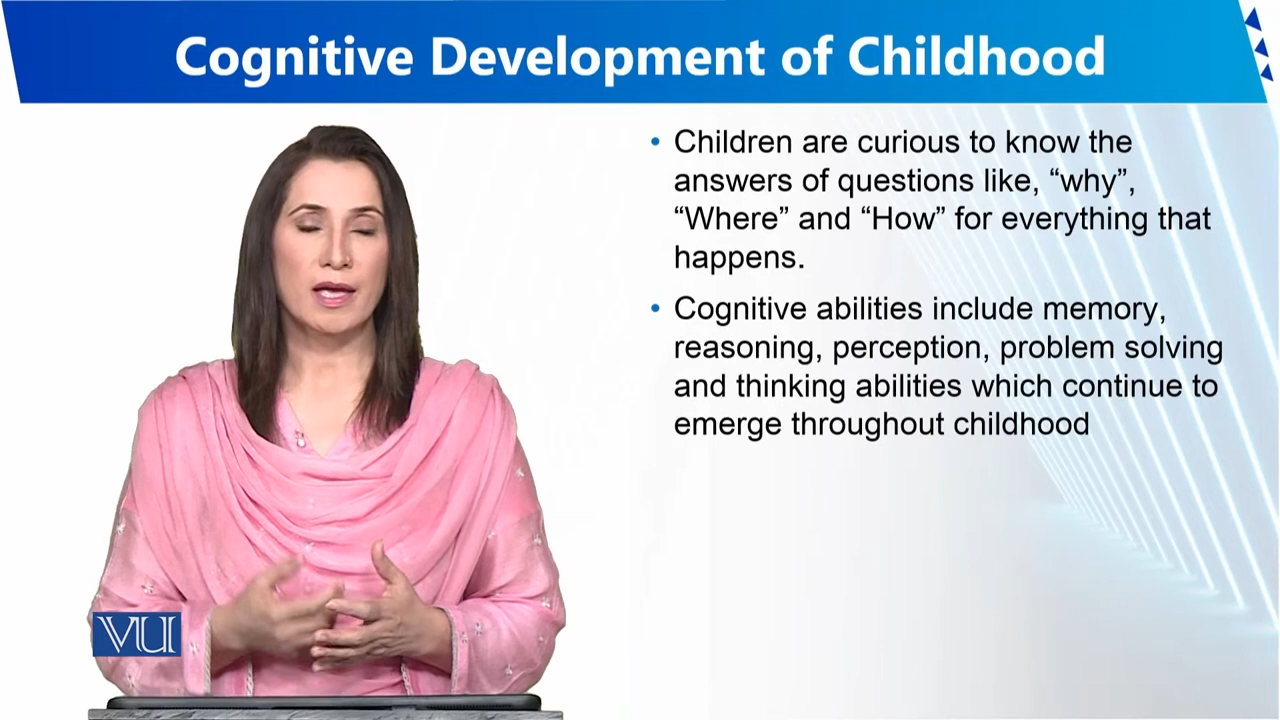 Cognitive Development of Childhood
• Children are curious to know the
answers of questions like, “why”,
“Where” and “How” for everything that
happens.
• Cognitive abilities include memory,
reasoning, perception, problem solving
and thinking abilities which continue to
emerge throughout childhood
VU